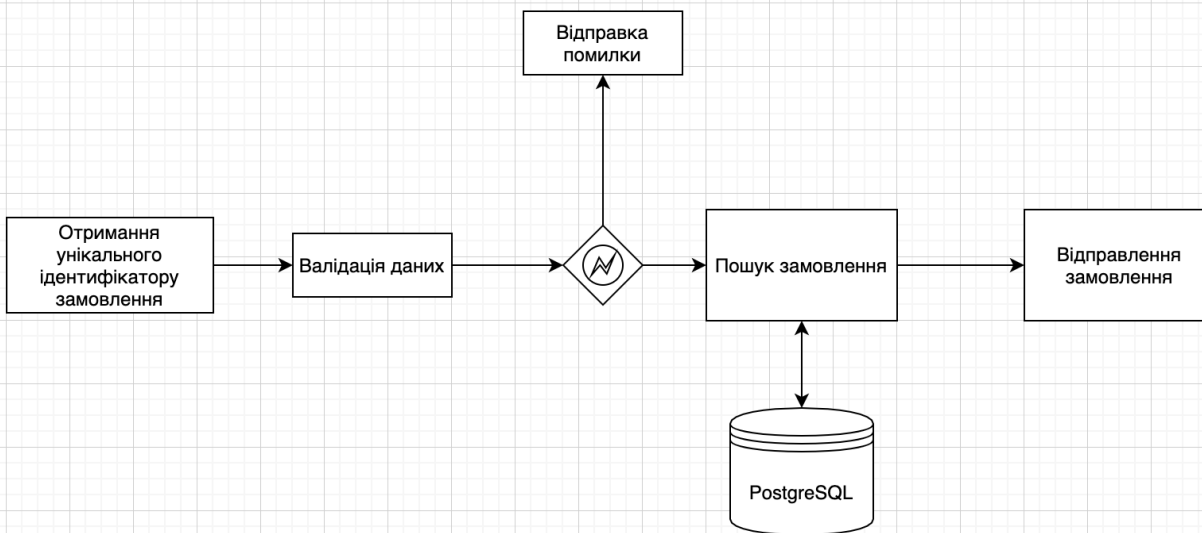 Відправка
помилки
Отримання
унікального
ідентифікатору
замовлення
Валідація даних
Пошук замовлення
Відправлення
замовлення
PostgreSQL